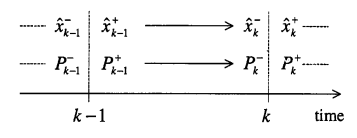 x̂⁻ₖ₋₁ x̂⁺ₖ₋₁ x̂⁻ₖ x̂⁺ₖ
P⁻ₖ₋₁ P⁺ₖ₋₁ P⁻ₖ P⁺ₖ
k−1 k time